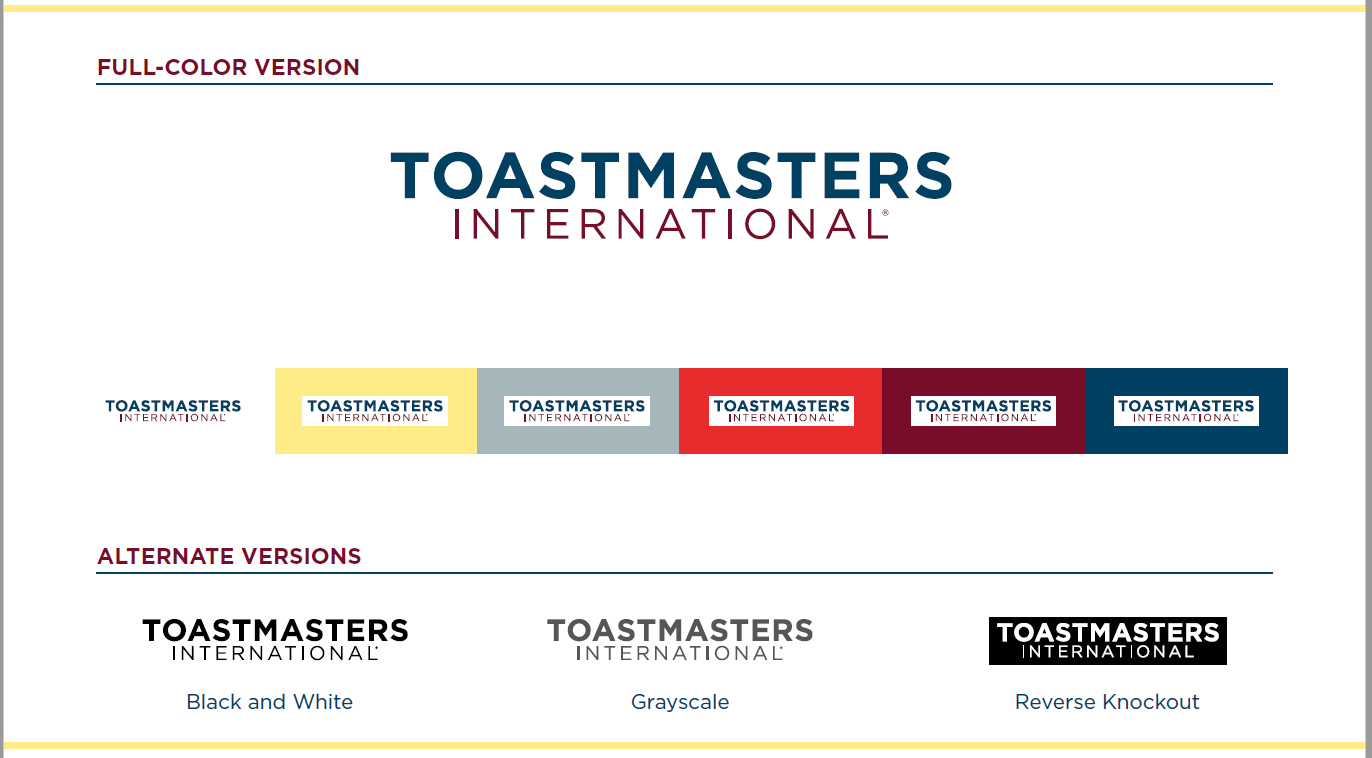 FULL-COLOR VERSION
TOASTMASTERS
INTERNATIONAL®
TOASTMASTERS
INTERNATIONAL
TOASTMASTERS
INTERNATIONAL
TOASTMASTERS
INTERNATIONAL
TOASTMASTERS
INTERNATIONAL
TOASTMASTERS
INTERNATIONAL
TOASTMASTERS
INTERNATIONAL
ALTERNATE VERSIONS
TOASTMASTERS
INTERNATIONAL
Black and White
TOASTMASTERS
INTERNATIONAL
Grayscale
TOASTMASTERS
INTERNATIONAL
Reverse Knockout